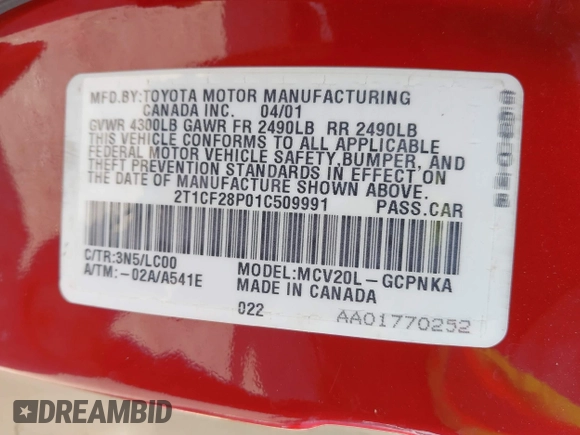 MFD.BY:TOYOTA MOTOR MANUFACTURING
CANADA INC. 04/01
GVWR 4300LB GAWR FR 2490LB RR 2490LB
THIS VEHICLE CONFORMS TO ALL APPLICABLE
FEDERAL MOTOR VEHICLE SAFETY,BUMPER, AND
THEFT PREVENTION STANDARDS IN EFFECT ON
THE DATE OF MANUFACTURE SHOWN ABOVE.
2T1CF28P01C509991 PASS.CAR
C/TR:3N5/LC00 MODEL:MCV20L-GCPNKA
A/TM:-02A/A541E MADE IN CANADA
022
AA01770252
DREAMBID